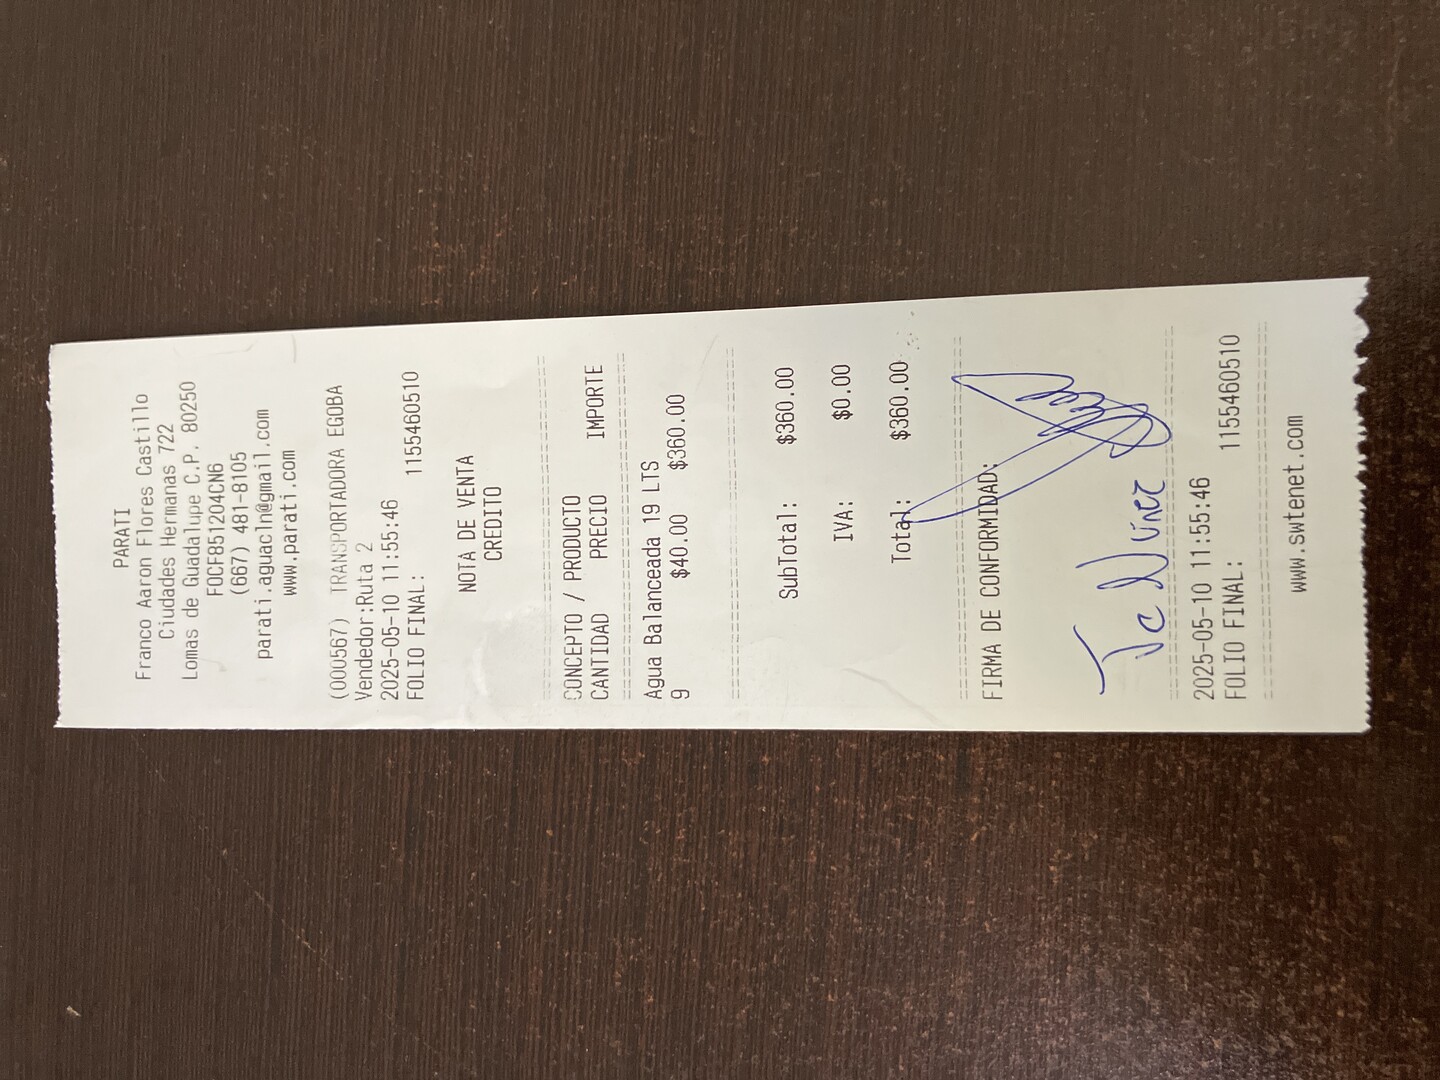 PARATI
Franco Aaron Flores Castillo
Ciudades Hermanas 722
Lomas de Guadalupe C.P. 80250
FOCF851204CN6
(667) 481-8105
parati.aguacln@gmail.com
www.parati.com
(000567) TRANSPORTADORA EGOBA
Vendedor:Ruta 2
2025-05-10 11:55:46
FOLIO FINAL: 1155460510
NOTA DE VENTA
CREDITO
CONCEPTO / PRODUCTO
CANTIDAD PRECIO IMPORTE
Agua Balanceada 19 LTS
9 $40.00 $360.00
SubTotal: $360.00
IVA: $0.00
Total: $360.00
FIRMA DE CONFORMIDAD:
Jc Nuñez
2025-05-10 11:55:46
FOLIO FINAL: 1155460510
www.swtenet.com